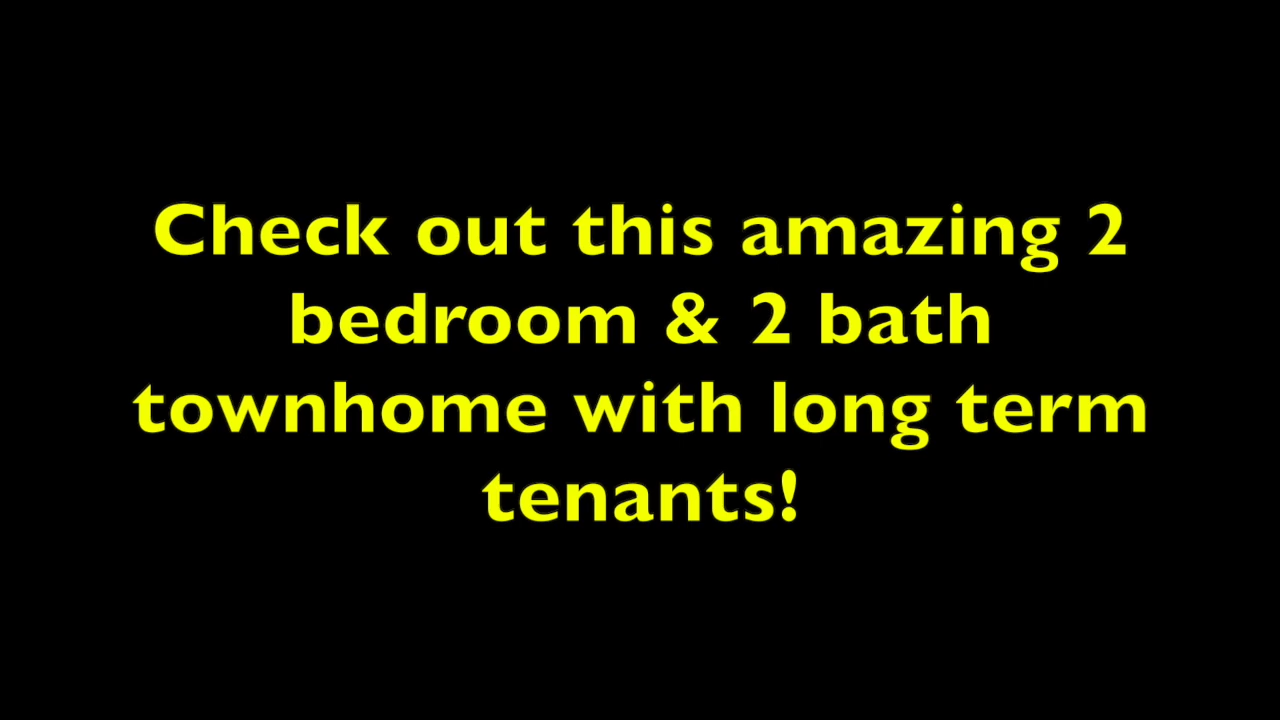 Check out this amazing 2
bedroom & 2 bath
townhome with long term
tenants!